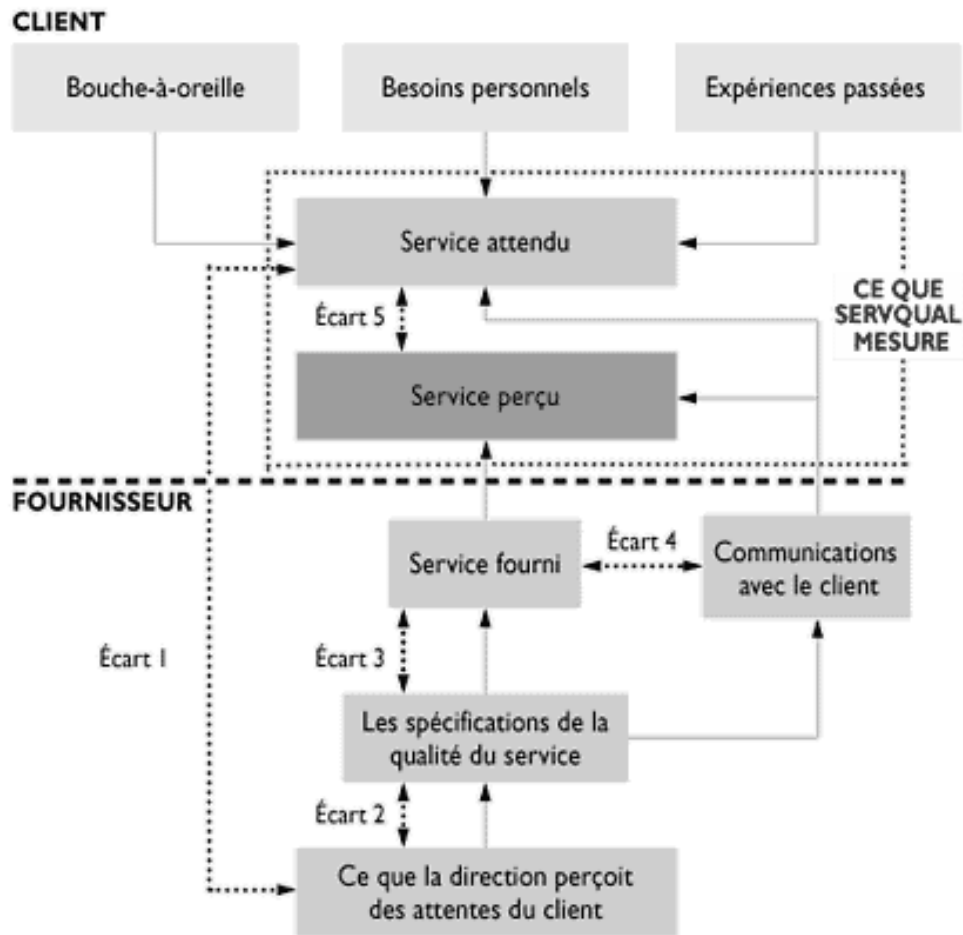 CLIENT
Bouche-à-oreille
Besoins personnels
Expériences passées
Service attendu
CE QUE
SERVQUAL
MESURE
Écart 5
Service perçu
FOURNISSEUR
Service fourni
Écart 4
Communications
avec le client
Écart 1
Écart 3
Les spécifications de la
qualité du service
Écart 2
Ce que la direction perçoit
des attentes du client